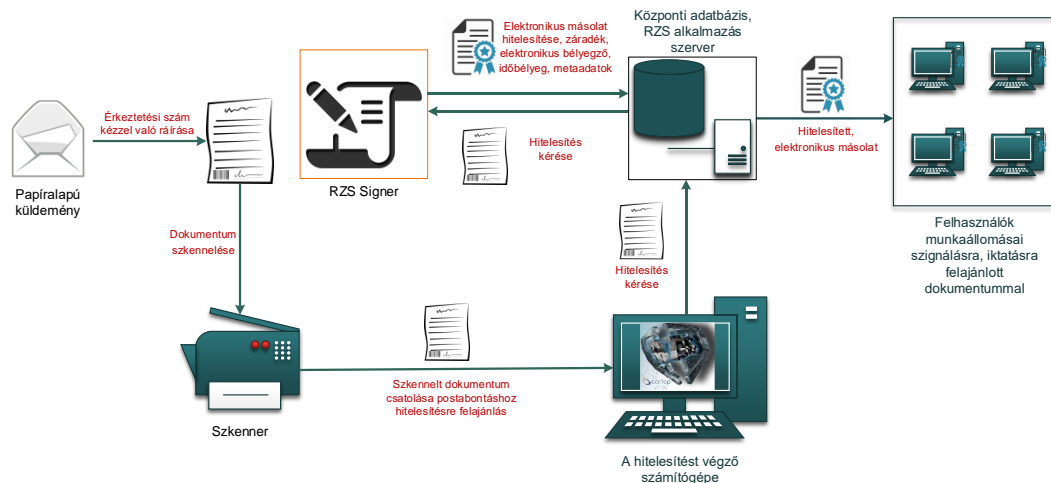 Elektronikus másolat
hitelesítése, záradék,
elektronikus bélyegző,
időbélyeg, metaadatok
Központi adatbázis,
RZS alkalmazás
szerver
Érkeztetési szám
kézzel való ráírása
Hitelesítés
kérése
Hitelesített,
elektronikus másolat
Papíralapú
küldemény
RZS Signer
Dokumentum
szkennelése
Hitelesítés
kérése
Felhasználók
munkaállomásai
szignálásra, iktatásra
felajánlott
dokumentummal
Szkennelt dokumentum
csatolása postabontáshoz
hitelesítésre felajánlás
Szkenner
A hitelesítést végző
számítógépe